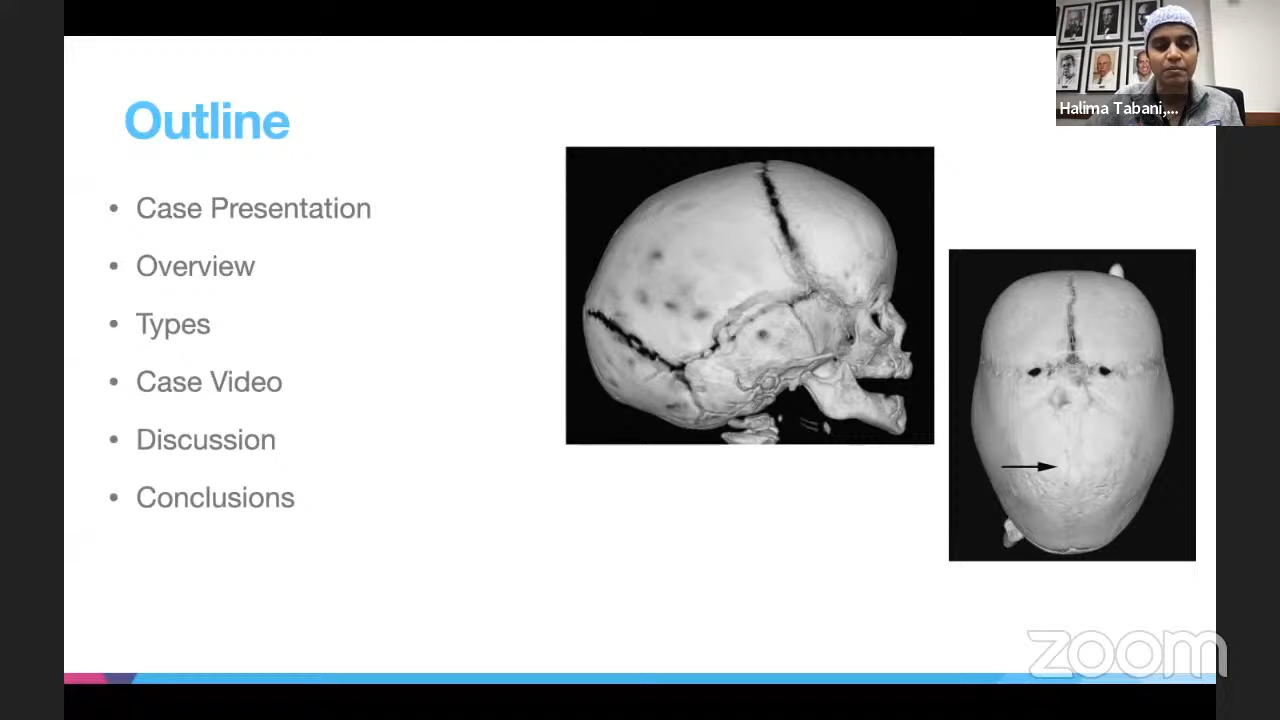 Outline
• Case Presentation
• Overview
• Types
• Case Video
• Discussion
• Conclusions
Halima Tabani,...
zoom